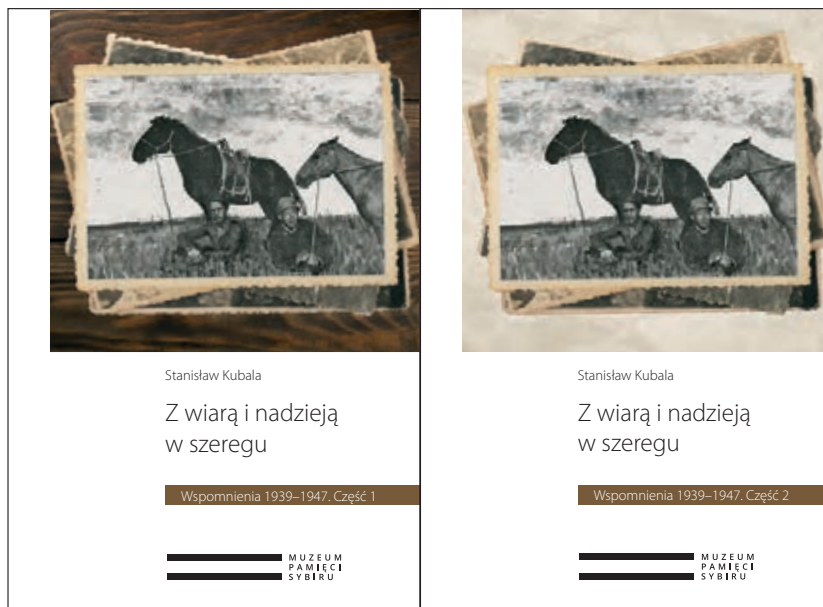 Stanisław Kubala
Z wiarą i nadzieją
w szeregu
Wspomnienia 1939–1947. Część 1
MUZEUM
PAMIĘCI
SYBIRU
Stanisław Kubala
Z wiarą i nadzieją
w szeregu
Wspomnienia 1939–1947. Część 2
MUZEUM
PAMIĘCI
SYBIRU